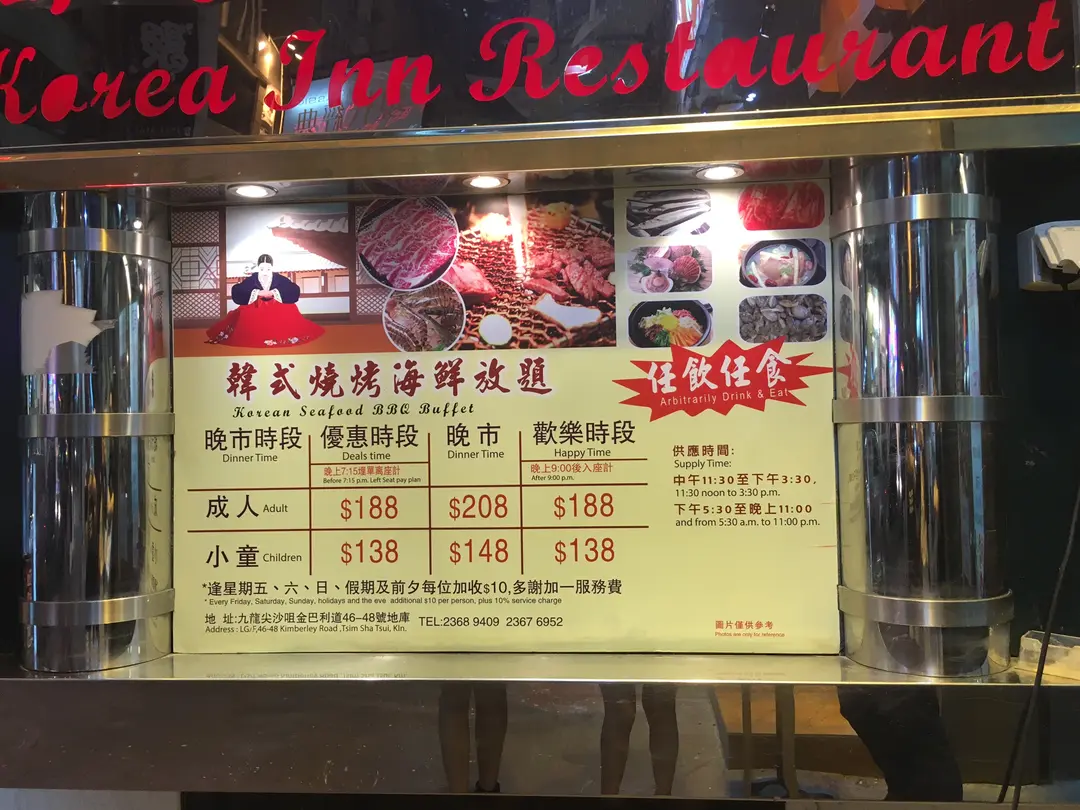 Korea Inn Restaurant
韓式燒烤海鮮放題
Korean Seafood BBQ Buffet
任飲任食
Arbitrarily Drink & Eat
晚市時段 優惠時段 晚市 歡樂時段
Dinner Time Deals time Dinner Time Happy Time
晚上7:15埋單离座計 晚上9:00後入座計
Before 7:15 p.m. Left Seat pay plan After 9:00 p.m.
成人 Adult $188 $208 $188
小童 Children $138 $148 $138
*逢星期五、六、日、假期及前夕每位加收$10,多謝加一服務費
* Every Friday, Saturday, Sunday, holidays and the eve additional $10 per person, plus 10% service charge
地 址:九龍尖沙咀金巴利道46-48號地庫
Address : LG/F,46-48 Kimberley Road ,Tsim Sha Tsui, Kln.
TEL:2368 9409 2367 6952
供應時間:
Supply Time:
中午11:30至下午3:30,
11:30 noon to 3:30 p.m.
下午5:30至晚上11:00
and from 5:30 a.m. to 11:00 p.m.
圖片僅供參考
Photos are only for reference